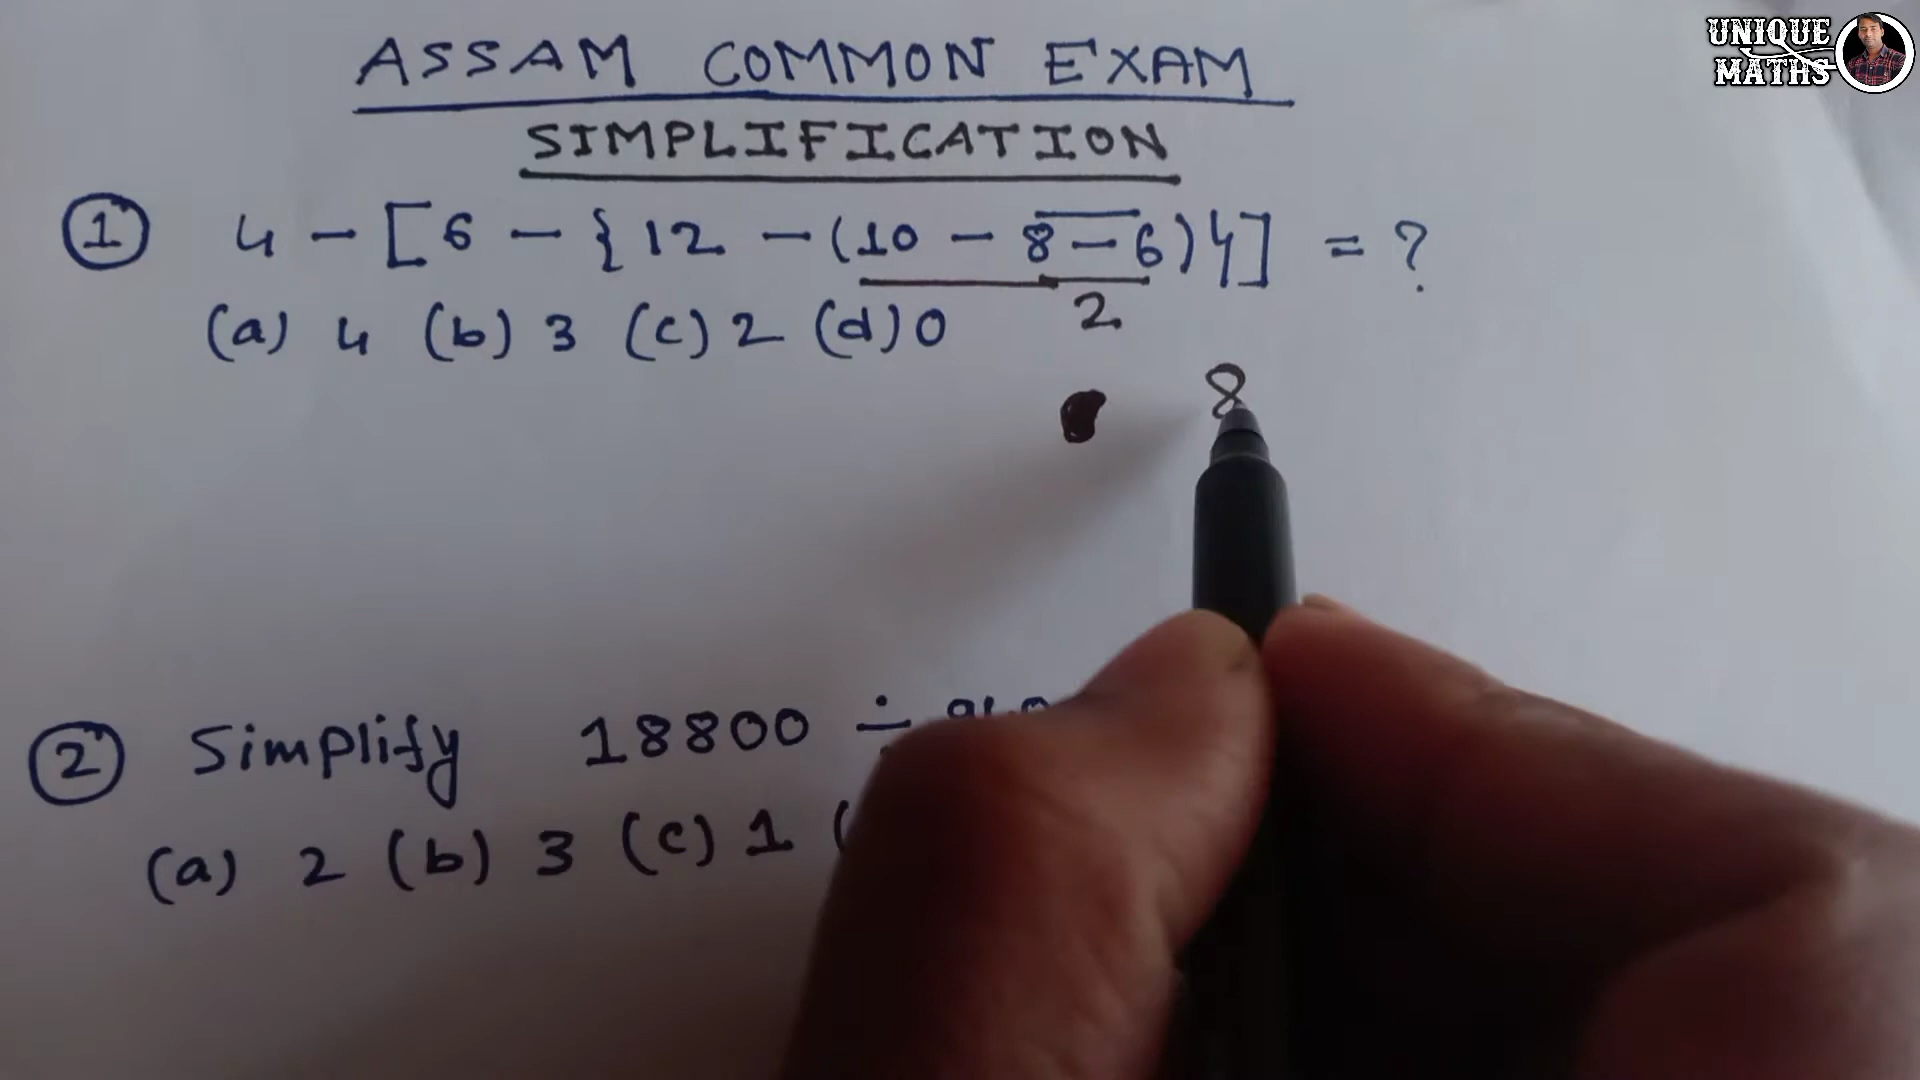 UNIQUE
MATHS
ASSAM COMMON EXAM
SIMPLIFICATION
① 4 - [6 - {12 - (10 - 8̅ ̅-̅ ̅6̅)}] = ?
2
(a) 4 (b) 3 (c) 2 (d) 0
8
② Simplify 18800 ÷
(a) 2 (b) 3 (c) 1 (